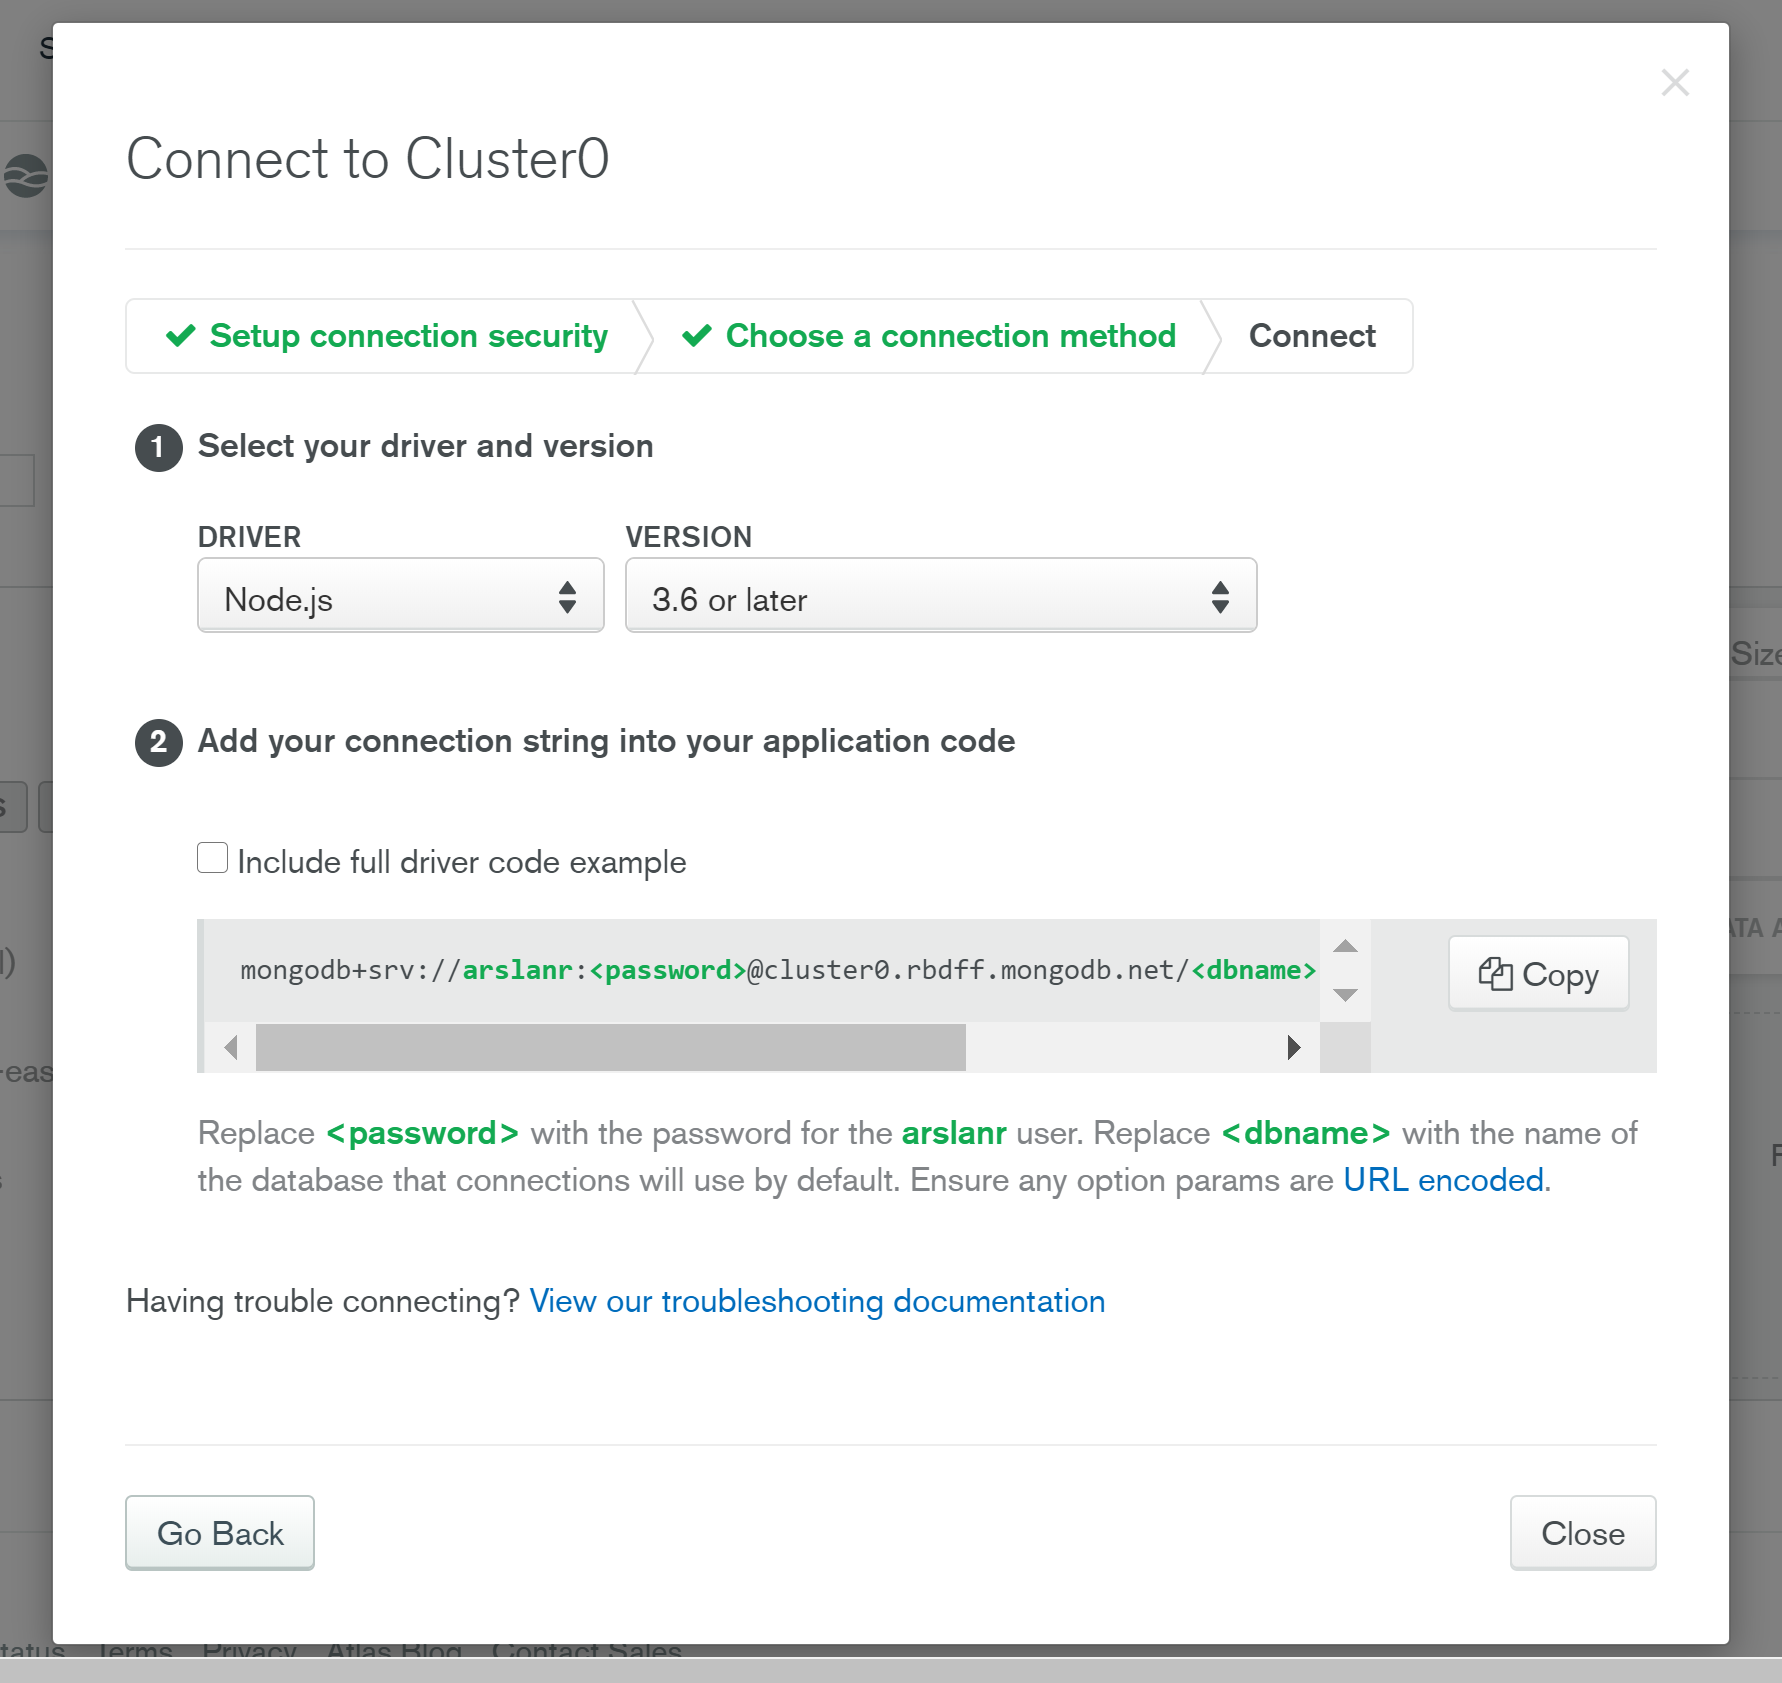 Connect to Cluster0
Setup connection security
Choose a connection method
Connect
1 Select your driver and version
DRIVER
VERSION
Node.js
3.6 or later
2 Add your connection string into your application code
Include full driver code example
mongodb+srv://arslanr:<password>@cluster0.rbdff.mongodb.net/<dbname>
Copy
Replace <password> with the password for the arslanr user. Replace <dbname> with the name of
the database that connections will use by default. Ensure any option params are URL encoded.
Having trouble connecting? View our troubleshooting documentation
Go Back
Close
Terms Privacy Atlas Blog Contact Sales